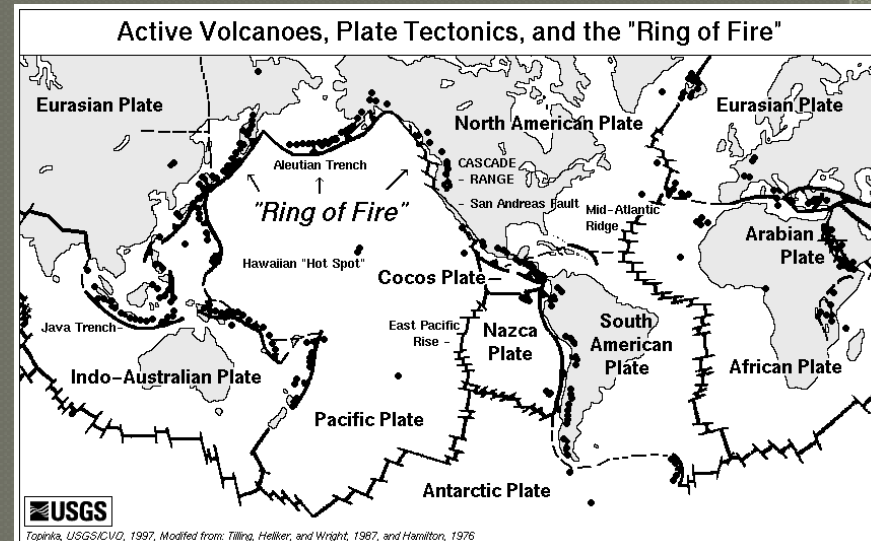 Active Volcanoes, Plate Tectonics, and the "Ring of Fire"
Eurasian Plate
North American Plate
Eurasian Plate
Aleutian Trench
CASCADE
- RANGE
"Ring of Fire"
- San Andreas Fault
Mid-Atlantic
Ridge
Arabian
Plate
Hawaiian "Hot Spot"
Cocos Plate
Java Trench-
East Pacific
Rise -
Nazca
Plate
South
American
Plate
Indo-Australian Plate
African Plate
Pacific Plate
Antarctic Plate
USGS
Topinka, USGS/CVO, 1997, Modified from: Tilling, Heliker, and Wright, 1987, and Hamilton, 1976